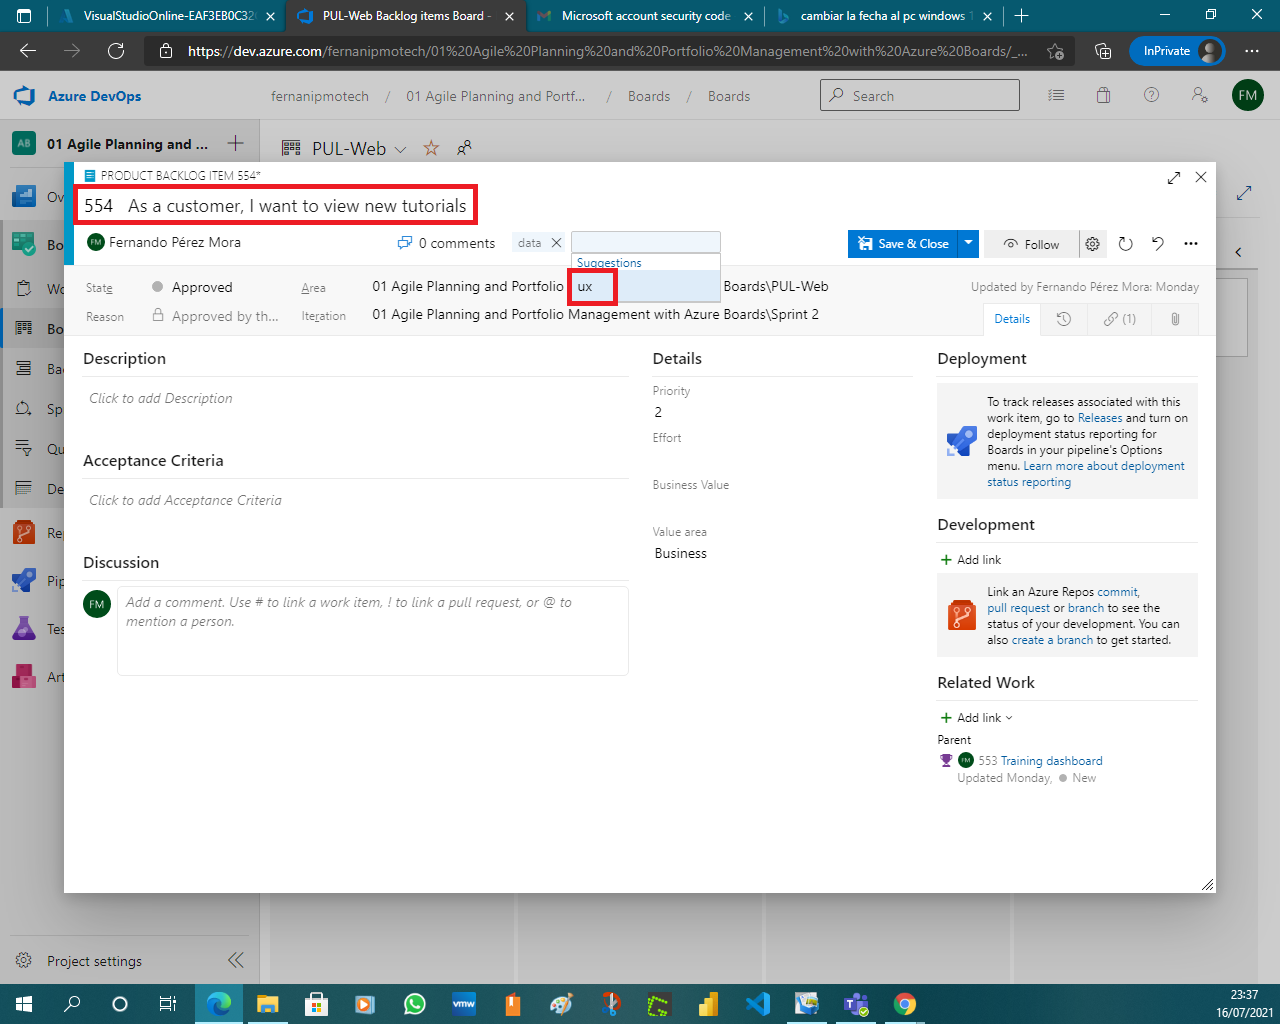 VisualStudioOnline-EAF3EB0C32
PUL-Web Backlog items Board -
Microsoft account security code
cambiar la fecha al pc windows 1
https://dev.azure.com/fernanipmotech/01%20Agile%20Planning%20and%20Portfolio%20Management%20with%20Azure%20Boards/_...
InPrivate
Azure DevOps
fernanipmotech / 01 Agile Planning and Portf... / Boards / Boards
Search
FM
AB 01 Agile Planning and ...
PUL-Web
Ov
Bo
Wo
Bo
Ba
Sp
Qu
De
Re
Pip
Tes
Art
PRODUCT BACKLOG ITEM 554*
554 As a customer, I want to view new tutorials
FM Fernando Pérez Mora
0 comments
data
Suggestions
ux
Save & Close
Follow
State Approved
Area 01 Agile Planning and Portfolio Boards\PUL-Web
Updated by Fernando Pérez Mora: Monday
Reason Approved by th...
Iteration 01 Agile Planning and Portfolio Management with Azure Boards\Sprint 2
Details
(1)
Description
Click to add Description
Acceptance Criteria
Click to add Acceptance Criteria
Discussion
FM
Add a comment. Use # to link a work item, ! to link a pull request, or @ to
mention a person.
Details
Priority
2
Effort
Business Value
Value area
Business
Deployment
To track releases associated with this
work item, go to Releases and turn on
deployment status reporting for
Boards in your pipeline's Options
menu. Learn more about deployment
status reporting
Development
Add link
Link an Azure Repos commit,
pull request or branch to see the
status of your development. You can
also create a branch to get started.
Related Work
Add link
Parent
FM 553 Training dashboard
Updated Monday, New
Project settings
vmw
23:37
16/07/2021